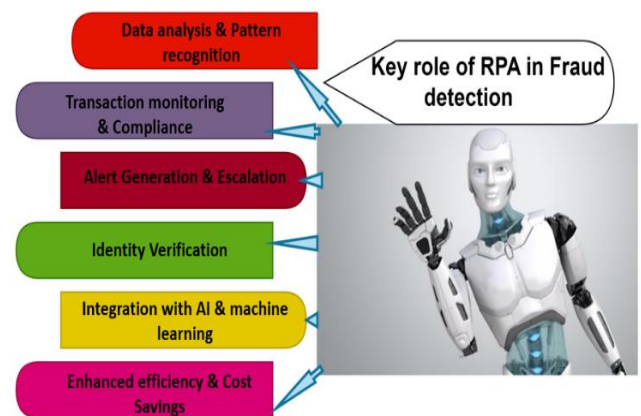 Data analysis & Pattern
recognition
Key role of RPA in Fraud
detection
Transaction monitoring
& Compliance
Alert Generation & Escalation
Identity Verification
Integration with AI & machine
learning
Enhanced efficiency & Cost
Savings